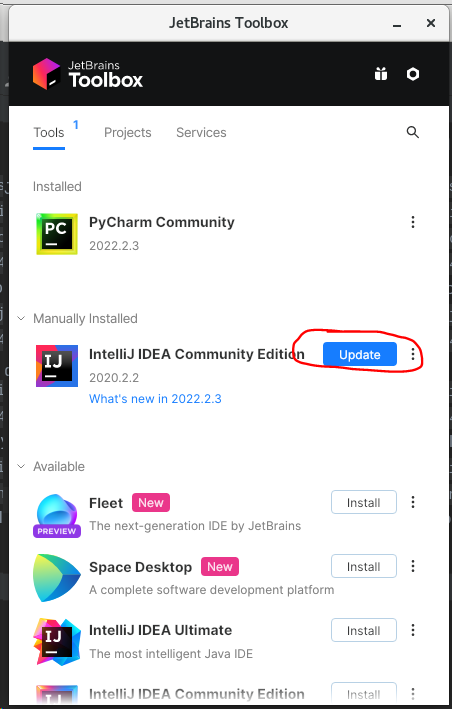 JetBrains Toolbox
JetBrains
Toolbox
Tools 1 Projects Services
Installed
PC
PyCharm Community
2022.2.3
Manually Installed
IJ
IntelliJ IDEA Community Edition
Update
2020.2.2
What's new in 2022.2.3
Available
Fleet New
Install
PREVIEW
The next-generation IDE by JetBrains
Space Desktop New
Install
A complete software development platform
IJ
IntelliJ IDEA Ultimate
Install
The most intelligent Java IDE
IJ
IntelliJ IDEA Community Edition
Install